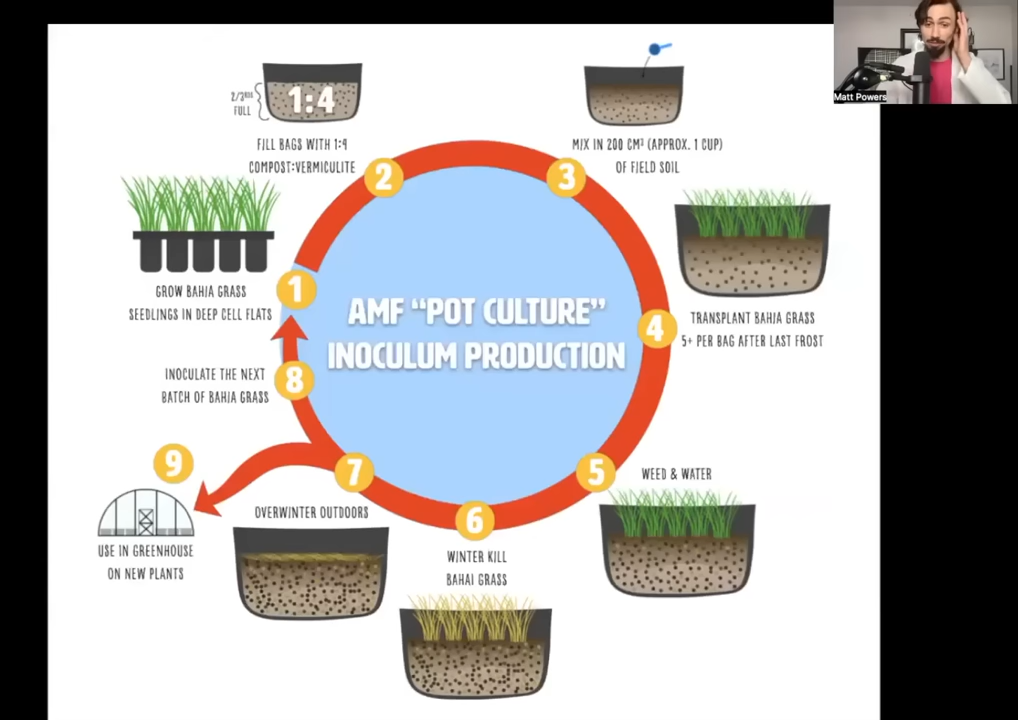 Matt Powers
AMF “POT CULTURE”
INOCULUM PRODUCTION
1
GROW BAHIA GRASS
SEEDLINGS IN DEEP CELL FLATS
2
2/3RDS
FULL
1:4
FILL BAGS WITH 1:4
COMPOST:VERMICULITE
3
MIX IN 200 CM³ (APPROX. 1 CUP)
OF FIELD SOIL
4
TRANSPLANT BAHIA GRASS
5+ PER BAG AFTER LAST FROST
5
WEED & WATER
6
WINTER KILL
BAHAI GRASS
7
OVERWINTER OUTDOORS
8
INOCULATE THE NEXT
BATCH OF BAHIA GRASS
9
USE IN GREENHOUSE
ON NEW PLANTS